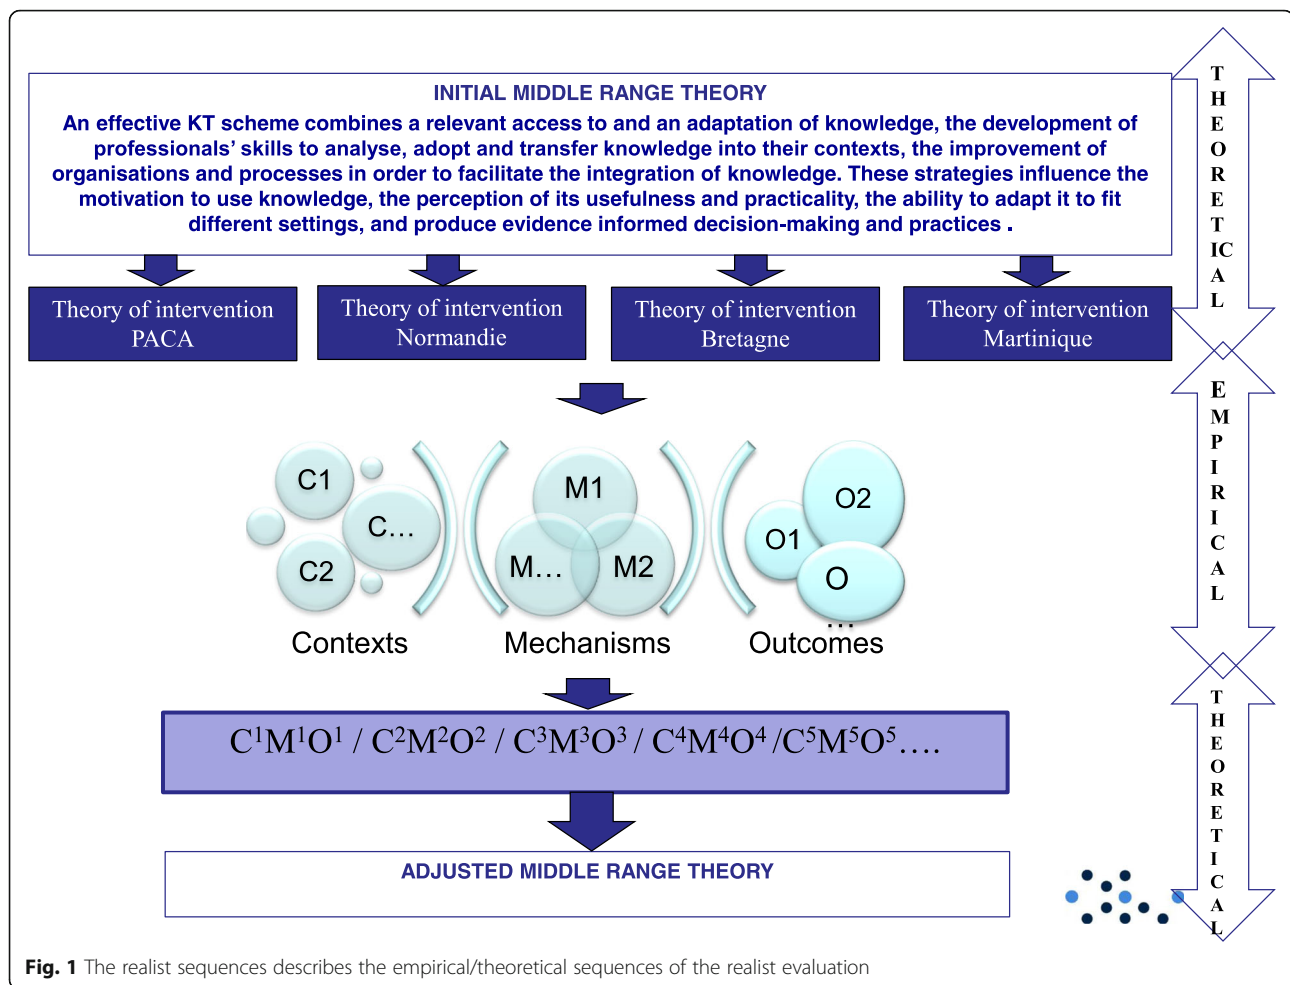 INITIAL MIDDLE RANGE THEORY
An effective KT scheme combines a relevant access to and an adaptation of knowledge, the development of
professionals’ skills to analyse, adopt and transfer knowledge into their contexts, the improvement of
organisations and processes in order to facilitate the integration of knowledge. These strategies influence the
motivation to use knowledge, the perception of its usefulness and practicality, the ability to adapt it to fit
different settings, and produce evidence informed decision-making and practices .
Theory of intervention
PACA
Theory of intervention
Normandie
Theory of intervention
Bretagne
Theory of intervention
Martinique
THEORETICAL
C1
C...
C2
Contexts
M1
M...
M2
Mechanisms
O1
O2
O
...
Outcomes
EMPIRICAL
C¹M¹O¹ / C²M²O² / C³M³O³ / C⁴M⁴O⁴ /C⁵M⁵O⁵….
ADJUSTED MIDDLE RANGE THEORY
THEORETICAL
Fig. 1 The realist sequences describes the empirical/theoretical sequences of the realist evaluation